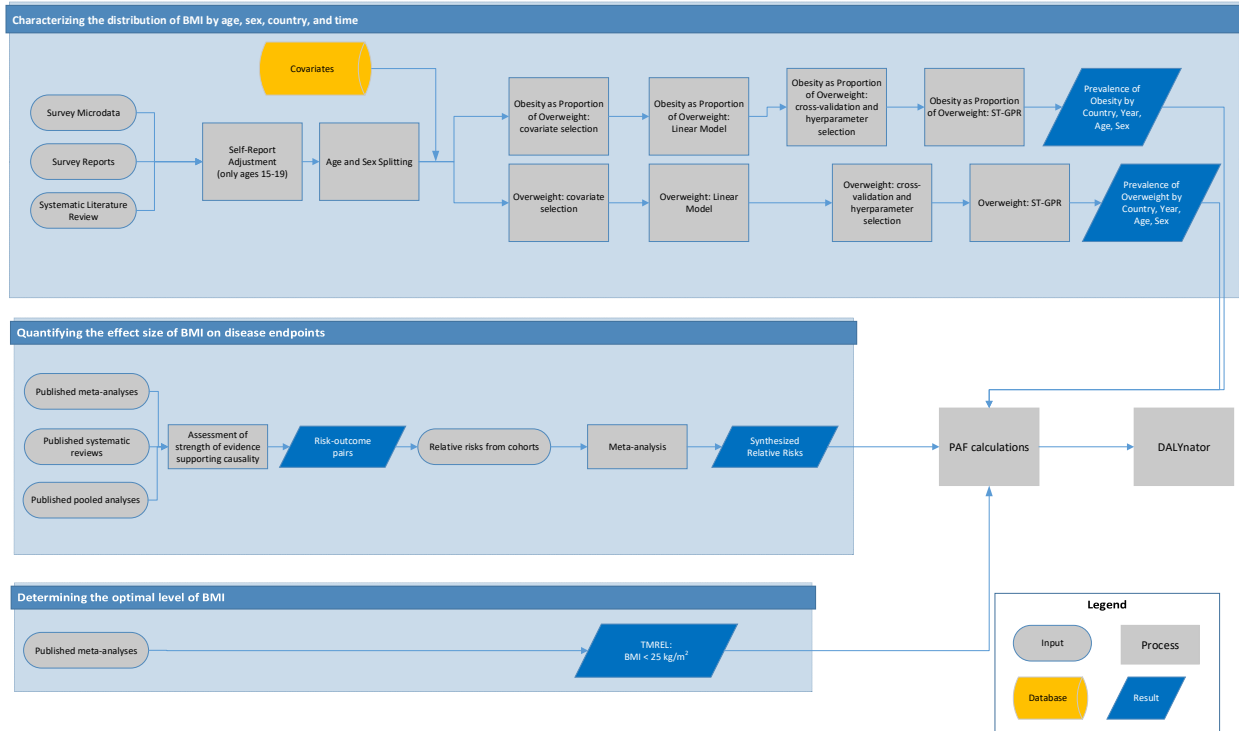 Characterizing the distribution of BMI by age, sex, country, and time
Covariates
Survey Microdata
Survey Reports
Systematic Literature
Review
Self-Report
Adjustment
(only ages 15-19)
Age and Sex Splitting
Obesity as Proportion
of Overweight:
covariate selection
Obesity as Proportion
of Overweight:
Linear Model
Obesity as Proportion
of Overweight:
cross-validation and
hyerparameter
selection
Obesity as Proportion
of Overweight: ST-GPR
Prevalence of
Obesity by
Country, Year,
Age, Sex
Overweight: covariate
selection
Overweight: Linear
Model
Overweight: cross-
validation and
hyerparameter
selection
Overweight: ST-GPR
Prevalence of
Overweight by
Country, Year,
Age, Sex
Quantifying the effect size of BMI on disease endpoints
Published meta-analyses
Published systematic
reviews
Published pooled analyses
Assessment of
strength of evidence
supporting causality
Risk-outcome
pairs
Relative risks from cohorts
Meta-analysis
Synthesized
Relative Risks
PAF calculations
DALYnator
Determining the optimal level of BMI
Published meta-analyses
TMREL:
BMI < 25 kg/m²
Legend
Input
Process
Database
Result